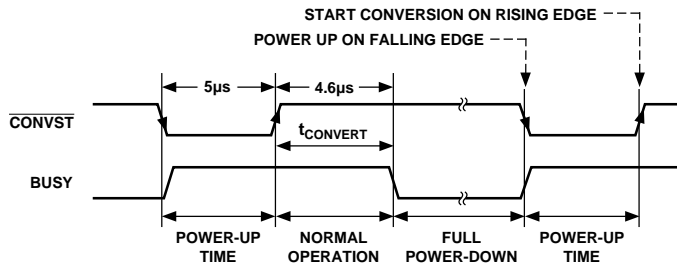 START CONVERSION ON RISING EDGE
POWER UP ON FALLING EDGE
5µs
4.6µs
CONVST
tCONVERT
BUSY
POWER-UP TIME
NORMAL OPERATION
FULL POWER-DOWN
POWER-UP TIME